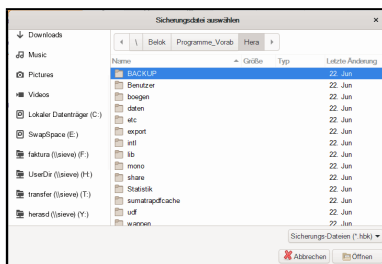 Sicherungsdatei auswählen ×
Downloads
Music
Pictures
Videos
Lokaler Datenträger (C:)
SwapSpace (E:)
faktura (\\sieve) (F:)
UserDir (\\sieve) (H:)
transfer (\\sieve) (T:)
herasd (\\sieve) (Y:)
\ Belok Programme_Vorab Hera
Name Größe Typ Letzte Änderung
BACKUP 22. Jun
Benutzer 22. Jun
boegen 22. Jun
daten 22. Jun
etc 22. Jun
export 22. Jun
intl 22. Jun
lib 22. Jun
mono 22. Jun
share 22. Jun
Statistik 22. Jun
sumatrapdfcache 22. Jun
udf 22. Jun
wappen 22. Jun
Sicherungs-Dateien (*.hbk)
Abbrechen Öffnen